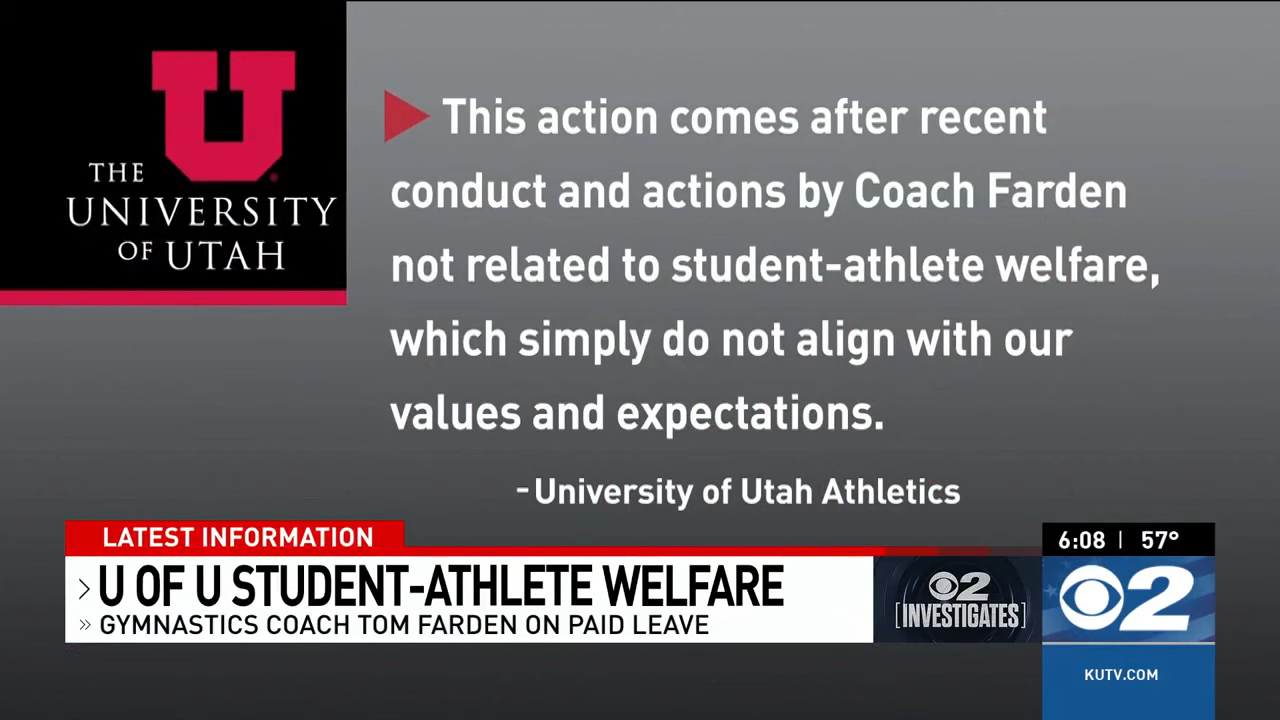 U
THE
UNIVERSITY
OF UTAH
This action comes after recent
conduct and actions by Coach Farden
not related to student-athlete welfare,
which simply do not align with our
values and expectations.
-University of Utah Athletics
LATEST INFORMATION
U OF U STUDENT-ATHLETE WELFARE
GYMNASTICS COACH TOM FARDEN ON PAID LEAVE
2
[INVESTIGATES]
6:08 | 57°
2
KUTV.COM